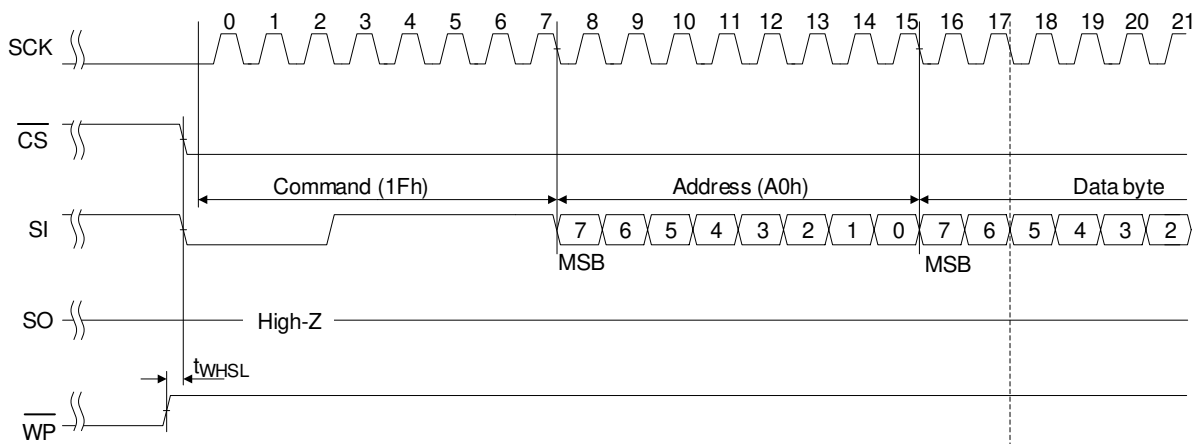 0 1 2 3 4 5 6 7 8 9 10 11 12 13 14 15 16 17 18 19 20 21
SCK
CS
Command (1Fh) Address (A0h) Data byte
SI 7 6 5 4 3 2 1 0 7 6 5 4 3 2
MSB MSB
SO High-Z
tWHSL
WP